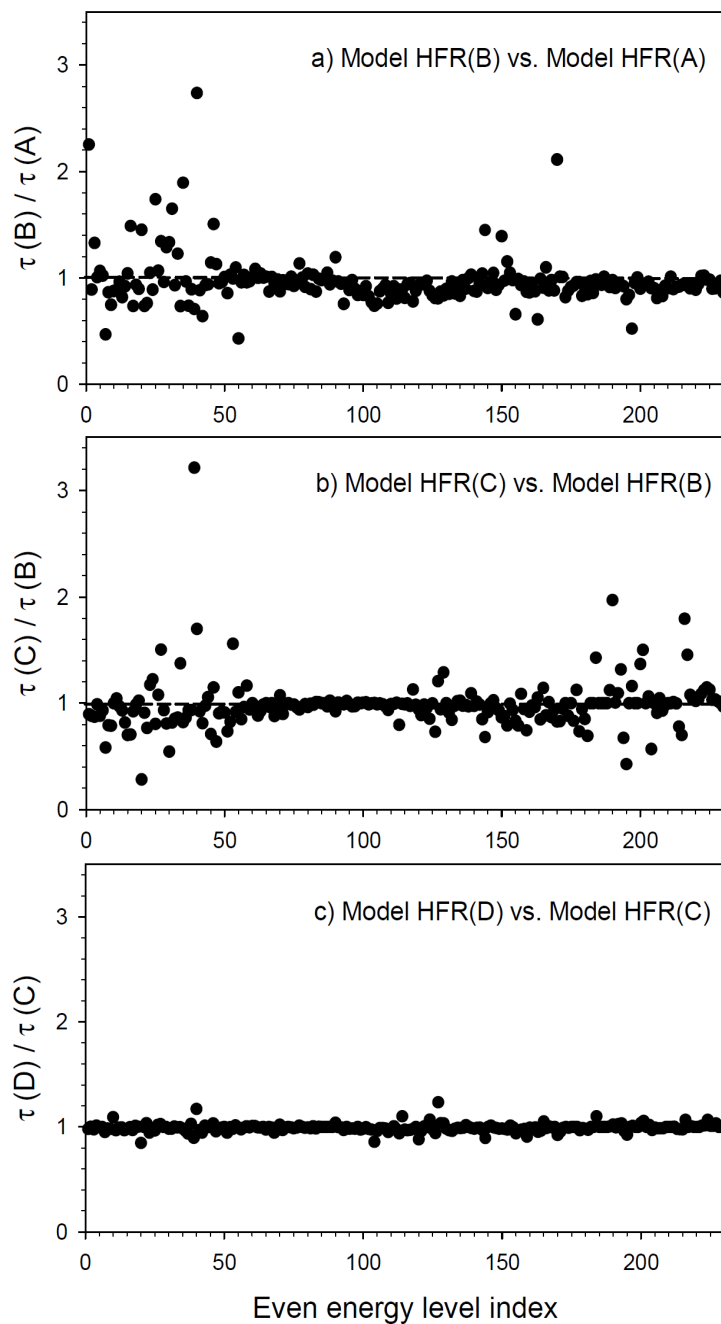 a) Model HFR(B) vs. Model HFR(A)
τ (B) / τ (A)
3
2
1
0
0 50 100 150 200
b) Model HFR(C) vs. Model HFR(B)
τ (C) / τ (B)
3
2
1
0
0 50 100 150 200
c) Model HFR(D) vs. Model HFR(C)
τ (D) / τ (C)
3
2
1
0
0 50 100 150 200
Even energy level index